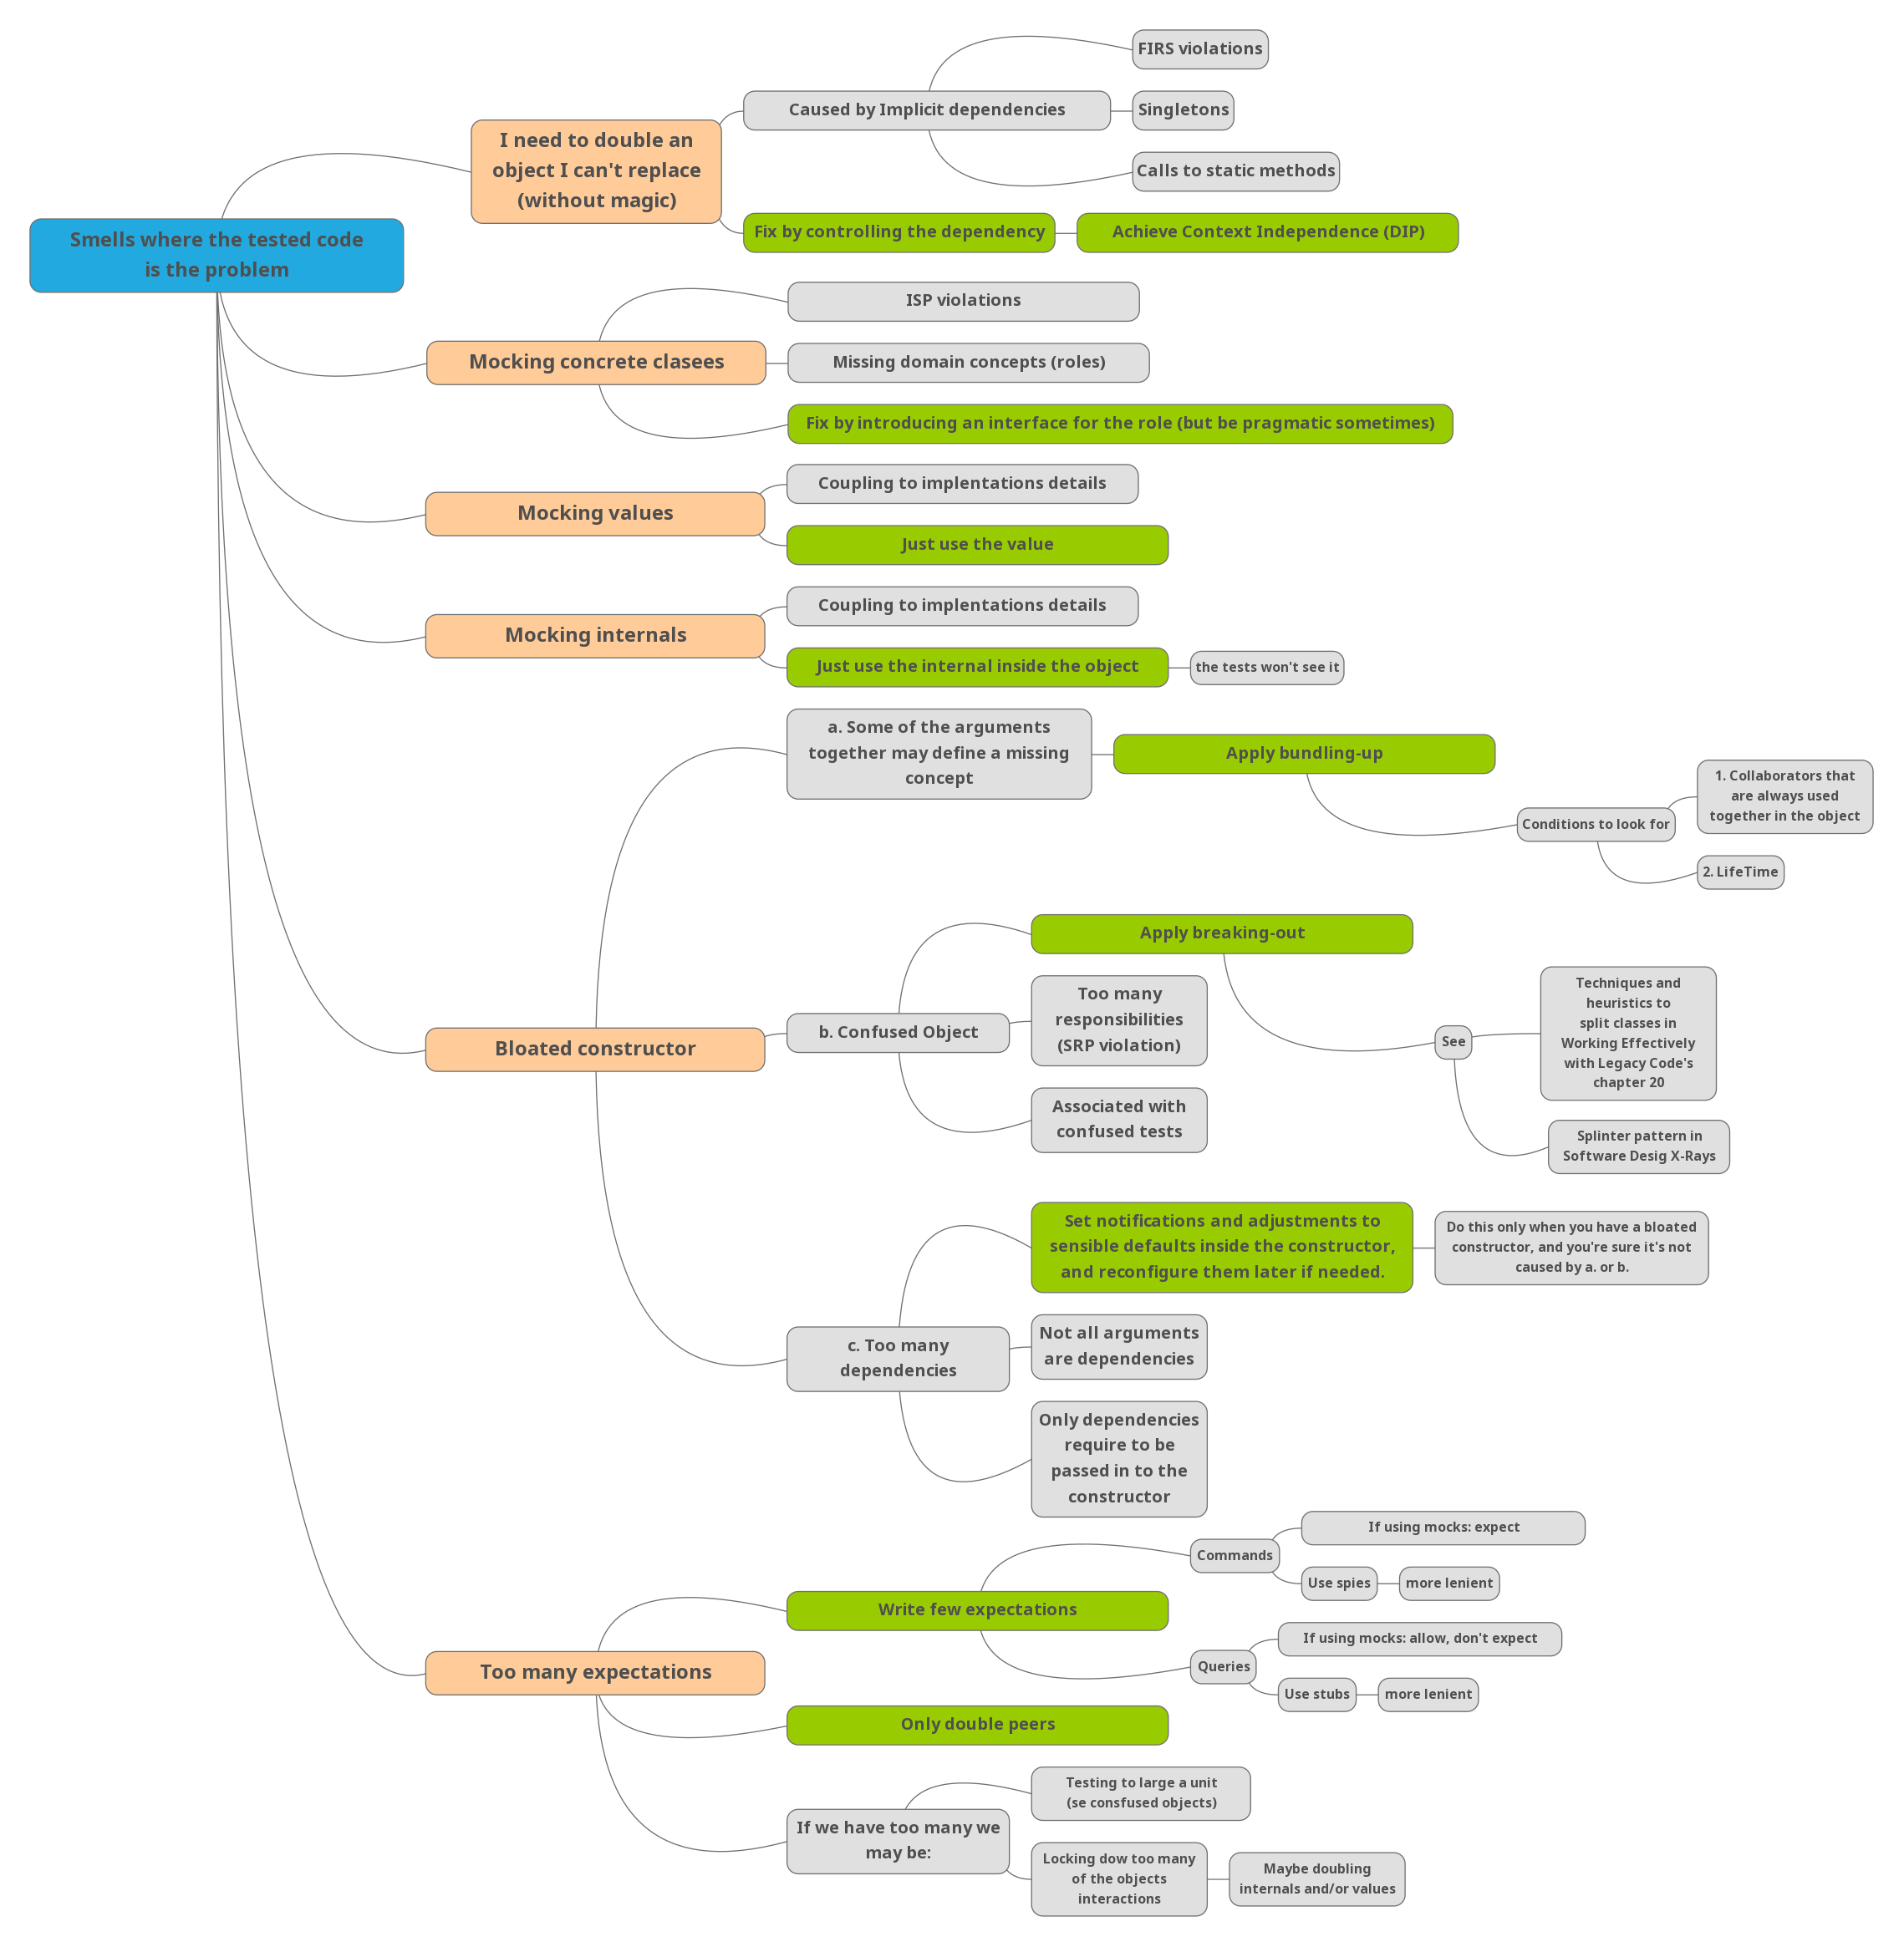 Smells where the tested code
is the problem
I need to double an
object I can't replace
(without magic)
Caused by Implicit dependencies
FIRS violations
Singletons
Calls to static methods
Fix by controlling the dependency
Achieve Context Independence (DIP)
Mocking concrete clasees
ISP violations
Missing domain concepts (roles)
Fix by introducing an interface for the role (but be pragmatic sometimes)
Mocking values
Coupling to implentations details
Just use the value
Mocking internals
Coupling to implentations details
Just use the internal inside the object
the tests won't see it
Bloated constructor
a. Some of the arguments
together may define a missing
concept
Apply bundling-up
Conditions to look for
1. Collaborators that
are always used
together in the object
2. LifeTime
b. Confused Object
Apply breaking-out
See
Techniques and
heuristics to
split classes in
Working Effectively
with Legacy Code's
chapter 20
Splinter pattern in
Software Desig X-Rays
Too many
responsibilities
(SRP violation)
Associated with
confused tests
c. Too many
dependencies
Set notifications and adjustments to
sensible defaults inside the constructor,
and reconfigure them later if needed.
Do this only when you have a bloated
constructor, and you're sure it's not
caused by a. or b.
Not all arguments
are dependencies
Only dependencies
require to be
passed in to the
constructor
Too many expectations
Write few expectations
Commands
If using mocks: expect
Use spies
more lenient
Queries
If using mocks: allow, don't expect
Use stubs
more lenient
Only double peers
If we have too many we
may be:
Testing to large a unit
(se consfused objects)
Locking dow too many
of the objects
interactions
Maybe doubling
internals and/or values